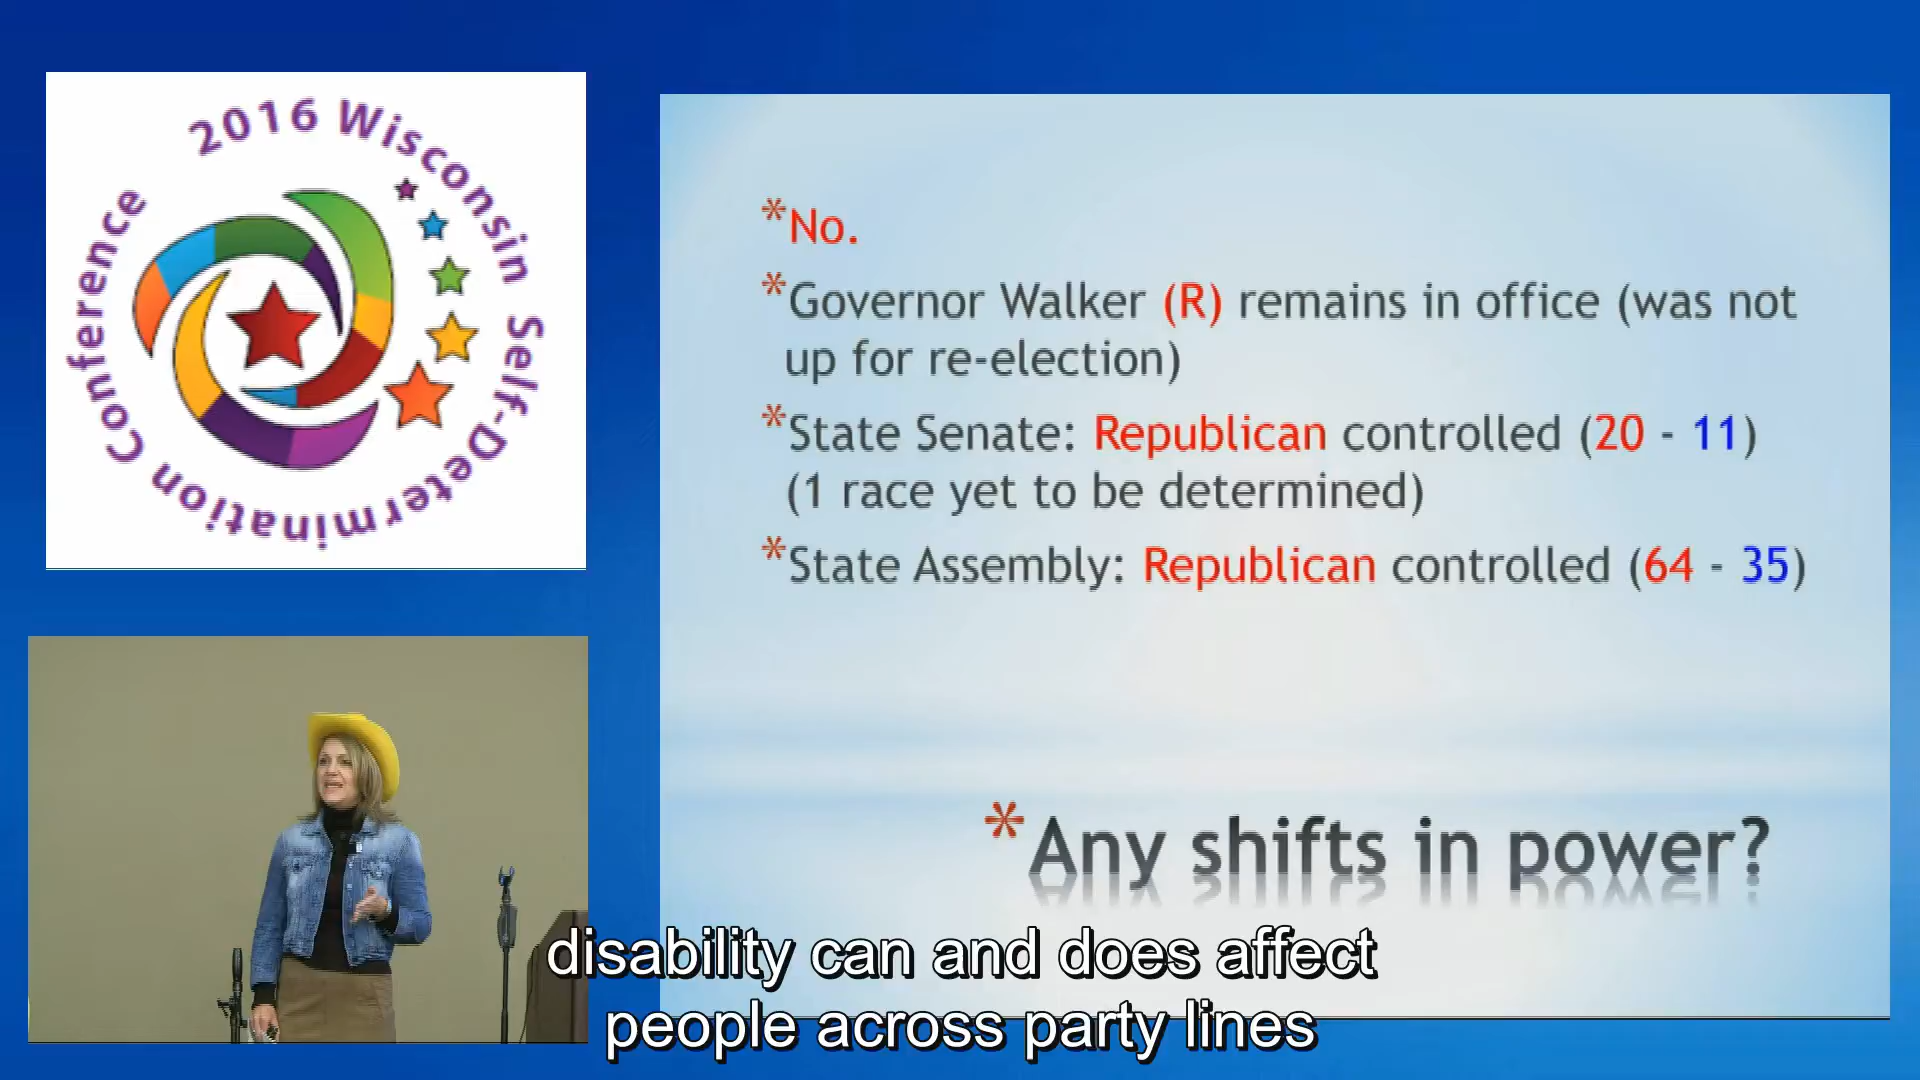 2016 Wisconsin Self-Determination Conference
*No.
*Governor Walker (R) remains in office (was not
up for re-election)
*State Senate: Republican controlled (20 - 11)
(1 race yet to be determined)
*State Assembly: Republican controlled (64 - 35)
*Any shifts in power?
disability can and does affect
people across party lines